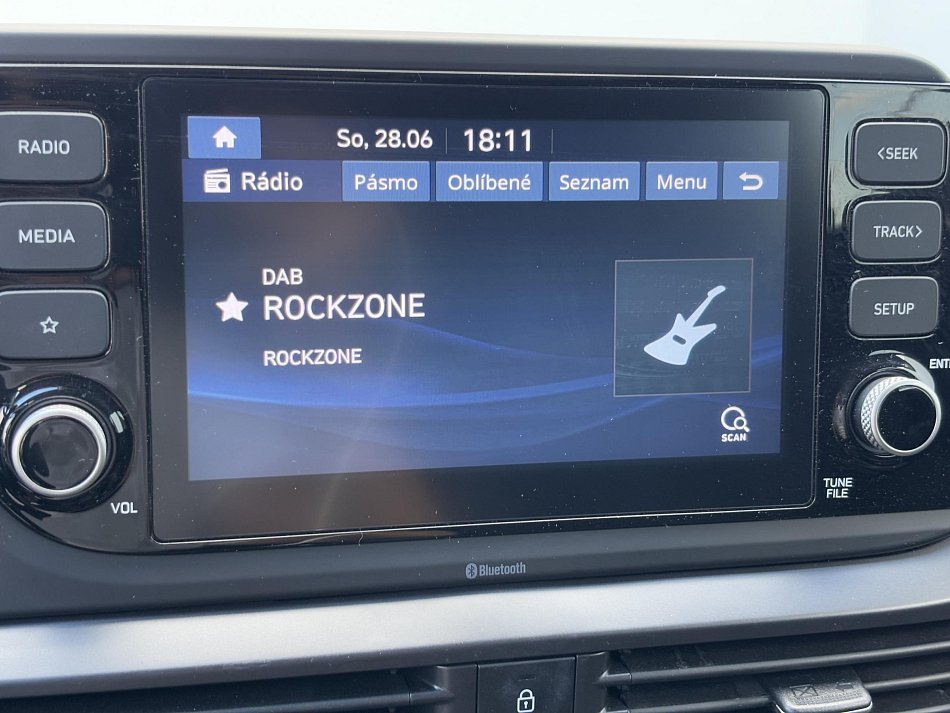 RADIO
MEDIA
VOL
So, 28.06 18:11
Rádio Pásmo Oblíbené Seznam Menu
DAB
ROCKZONE
ROCKZONE
SCAN
<SEEK
TRACK>
SETUP
TUNE
FILE
Bluetooth